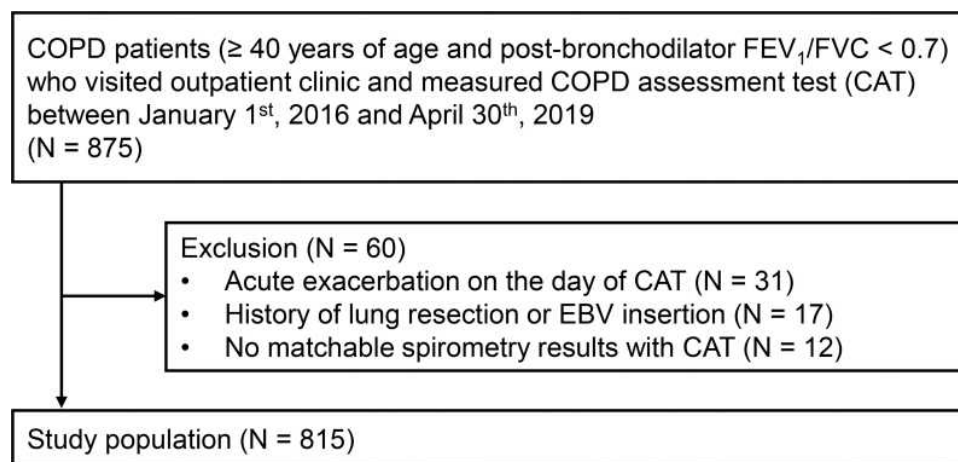 COPD patients (≥ 40 years of age and post-bronchodilator FEV₁/FVC < 0.7)
who visited outpatient clinic and measured COPD assessment test (CAT)
between January 1ˢᵗ, 2016 and April 30ᵗʰ, 2019
(N = 875)
Exclusion (N = 60)
• Acute exacerbation on the day of CAT (N = 31)
• History of lung resection or EBV insertion (N = 17)
• No matchable spirometry results with CAT (N = 12)
Study population (N = 815)